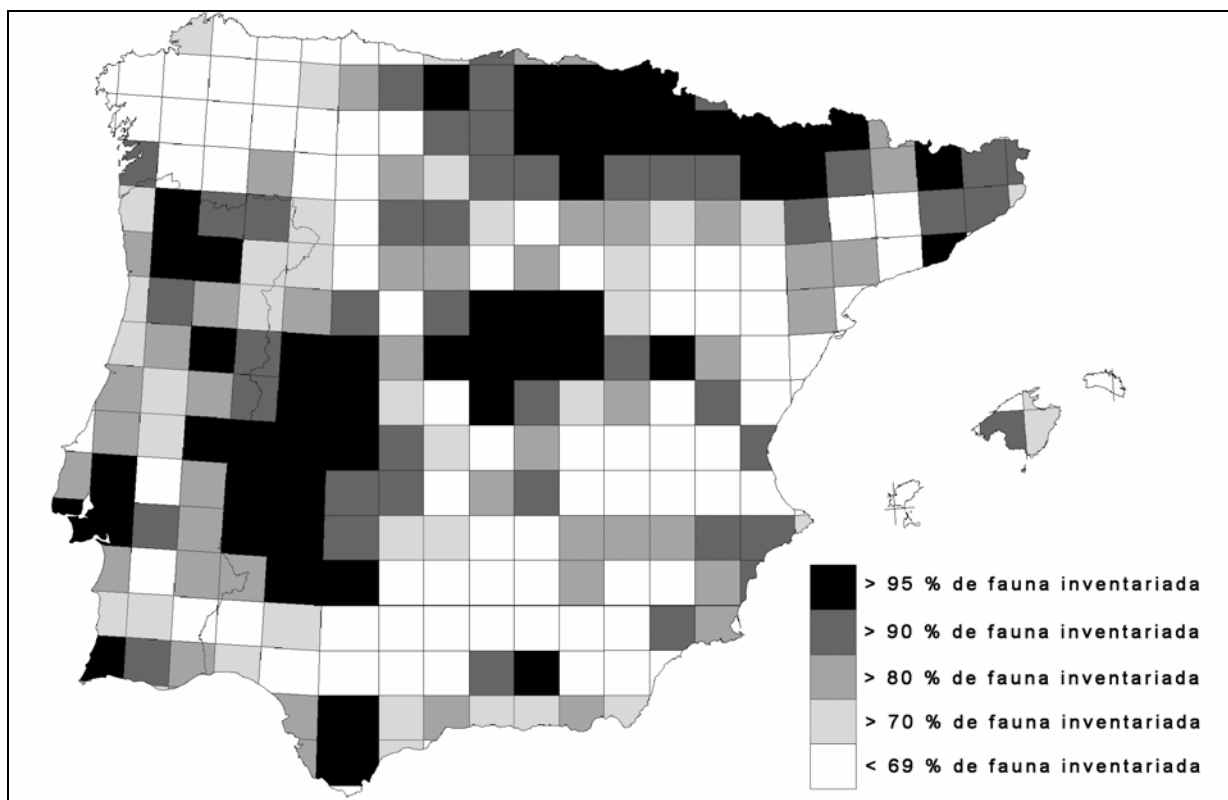 > 95 % de fauna inventariada
> 90 % de fauna inventariada
> 80 % de fauna inventariada
> 70 % de fauna inventariada
< 69 % de fauna inventariada